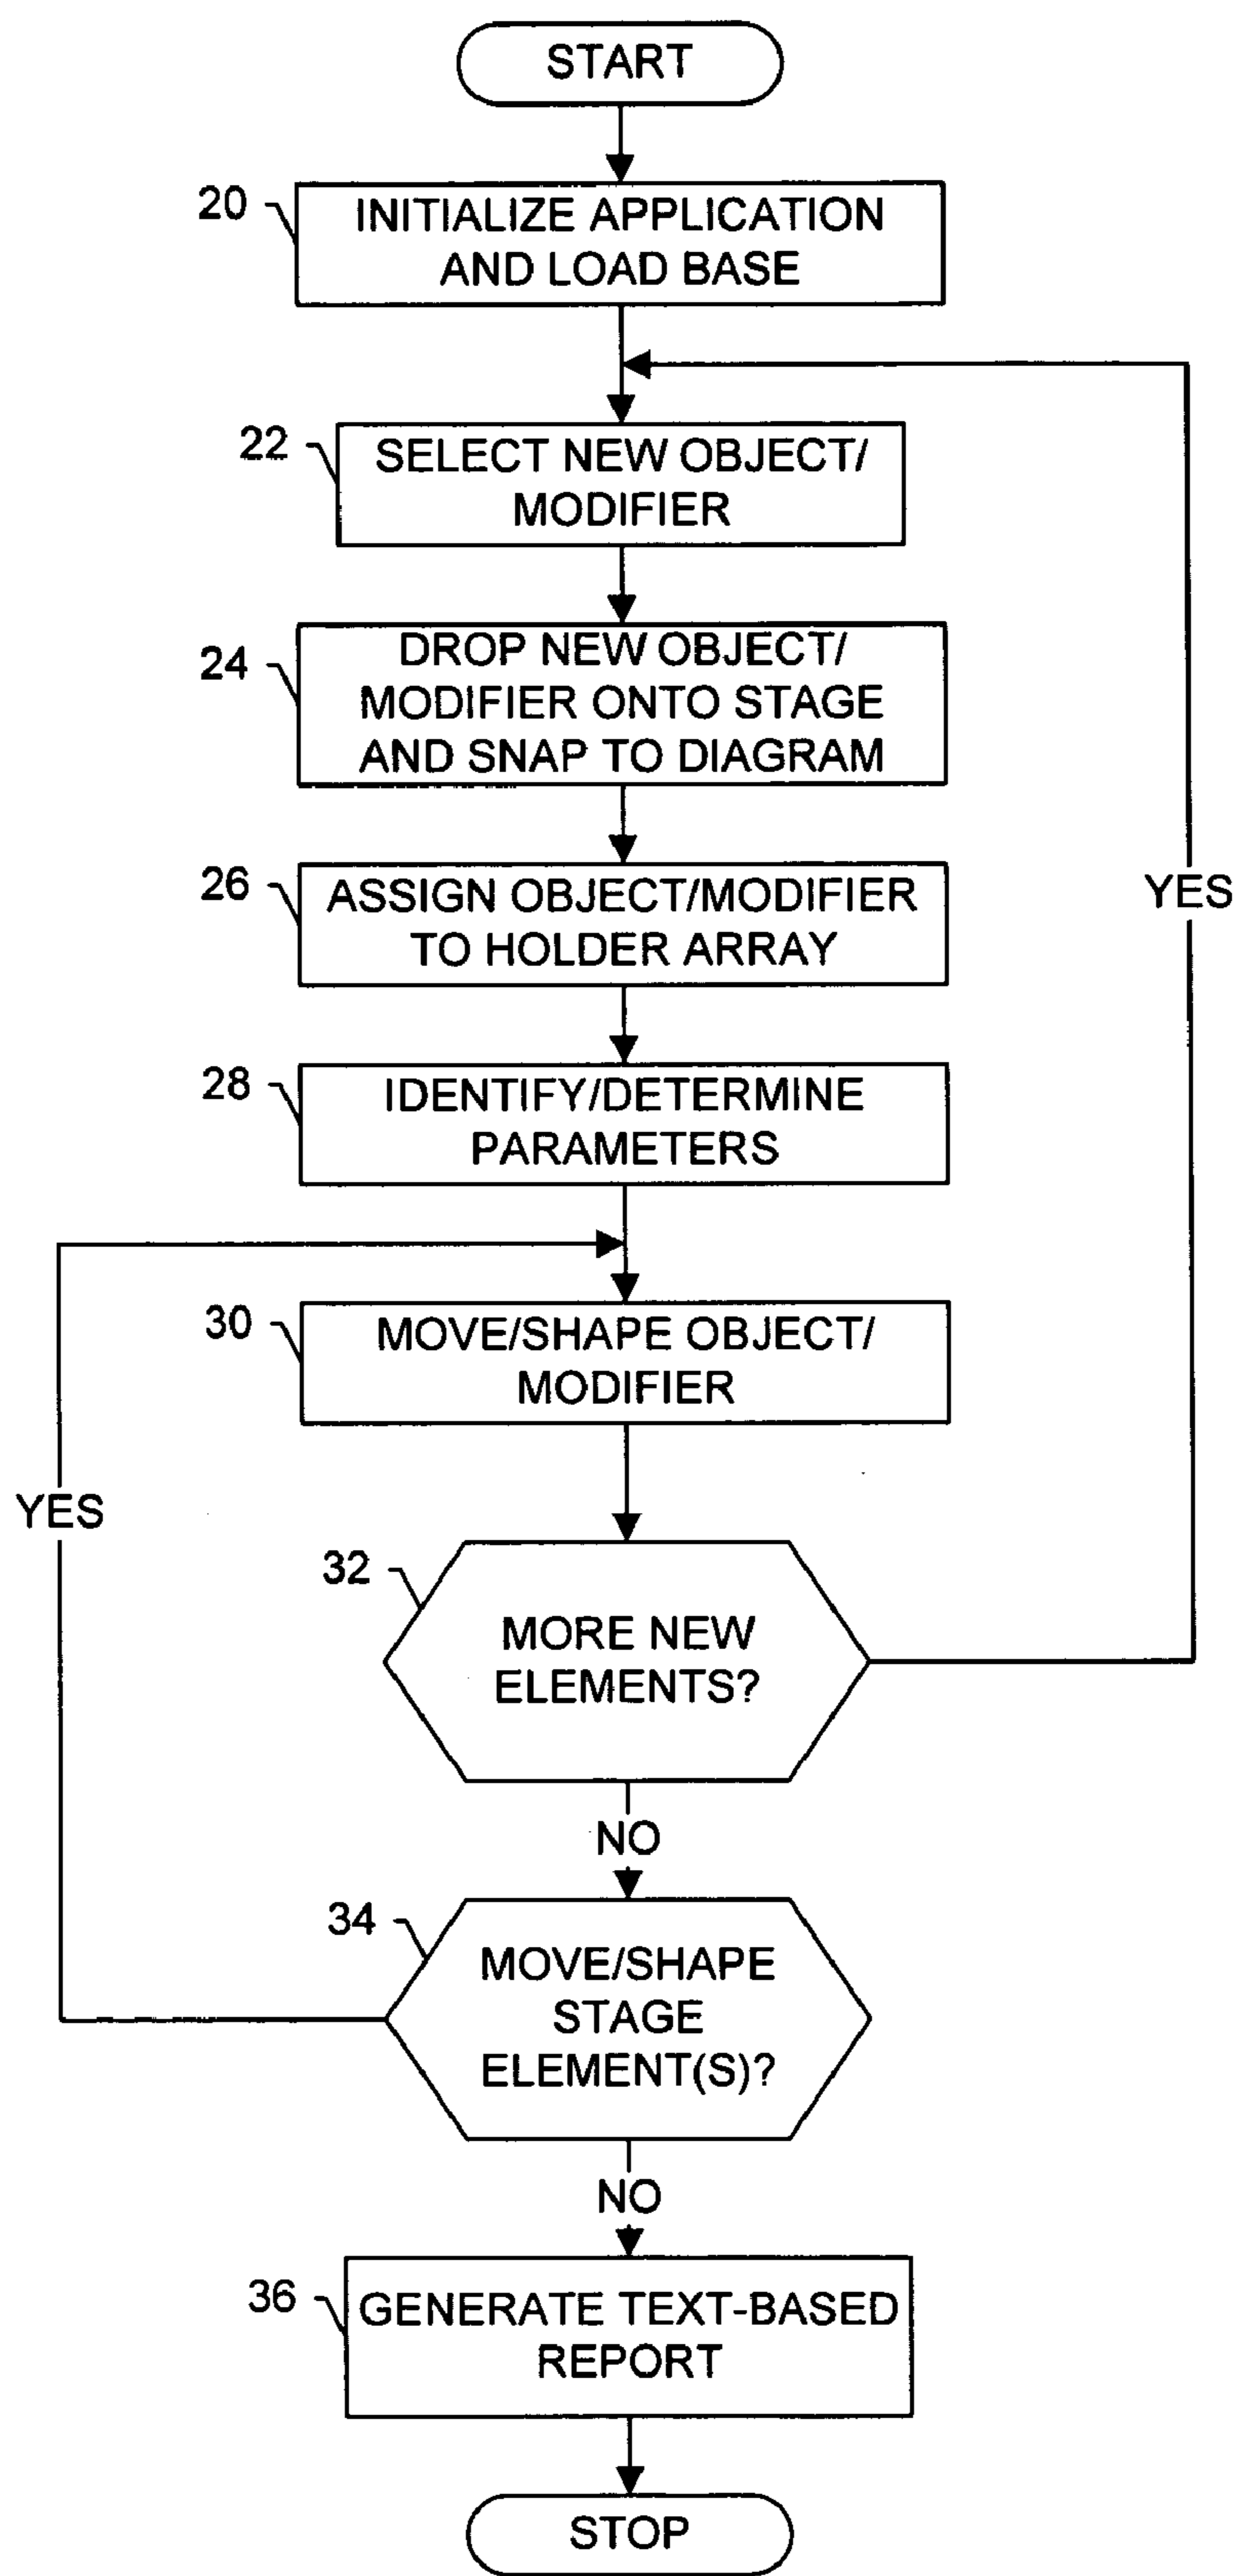 START
20
INITIALIZE APPLICATION
AND LOAD BASE
22
SELECT NEW OBJECT/
MODIFIER
24
DROP NEW OBJECT/
MODIFIER ONTO STAGE
AND SNAP TO DIAGRAM
26
ASSIGN OBJECT/MODIFIER
TO HOLDER ARRAY
YES
28
IDENTIFY/DETERMINE
PARAMETERS
30
MOVE/SHAPE OBJECT/
MODIFIER
YES
32
MORE NEW
ELEMENTS?
NO
34
MOVE/SHAPE
STAGE
ELEMENT(S)?
NO
36
GENERATE TEXT-BASED
REPORT
STOP